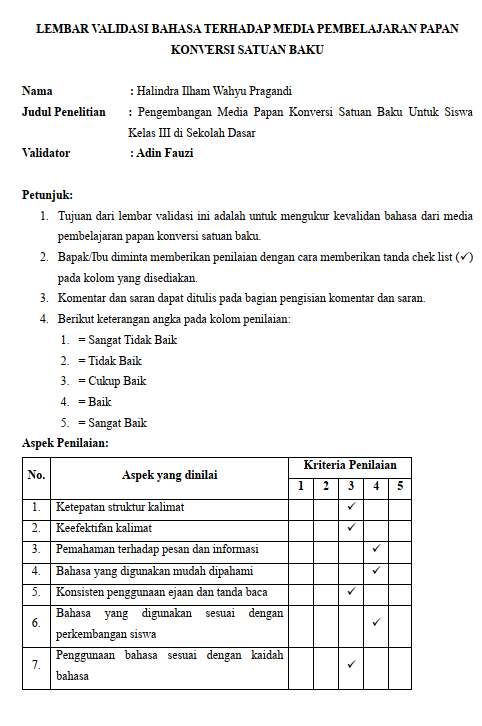 LEMBAR VALIDASI BAHASA TERHADAP MEDIA PEMBELAJARAN PAPAN
KONVERSI SATUAN BAKU
Nama : Halindra Ilham Wahyu Pragandi
Judul Penelitian : Pengembangan Media Papan Konversi Satuan Baku Untuk Siswa
Kelas III di Sekolah Dasar
Validator : Adin Fauzi
Petunjuk:
1. Tujuan dari lembar validasi ini adalah untuk mengukur kevalidan bahasa dari media
pembelajaran papan konversi satuan baku.
2. Bapak/Ibu diminta memberikan penilaian dengan cara memberikan tanda chek list (✓)
pada kolom yang disediakan.
3. Komentar dan saran dapat ditulis pada bagian pengisian komentar dan saran.
4. Berikut keterangan angka pada kolom penilaian:
1. = Sangat Tidak Baik
2. = Tidak Baik
3. = Cukup Baik
4. = Baik
5. = Sangat Baik
Aspek Penilaian:
No. Aspek yang dinilai Kriteria Penilaian
1 2 3 4 5
1. Ketepatan struktur kalimat ✓
2. Keefektifan kalimat ✓
3. Pemahaman terhadap pesan dan informasi ✓
4. Bahasa yang digunakan mudah dipahami ✓
5. Konsisten penggunaan ejaan dan tanda baca ✓
6. Bahasa yang digunakan sesuai dengan
perkembangan siswa ✓
7. Penggunaan bahasa sesuai dengan kaidah
bahasa ✓